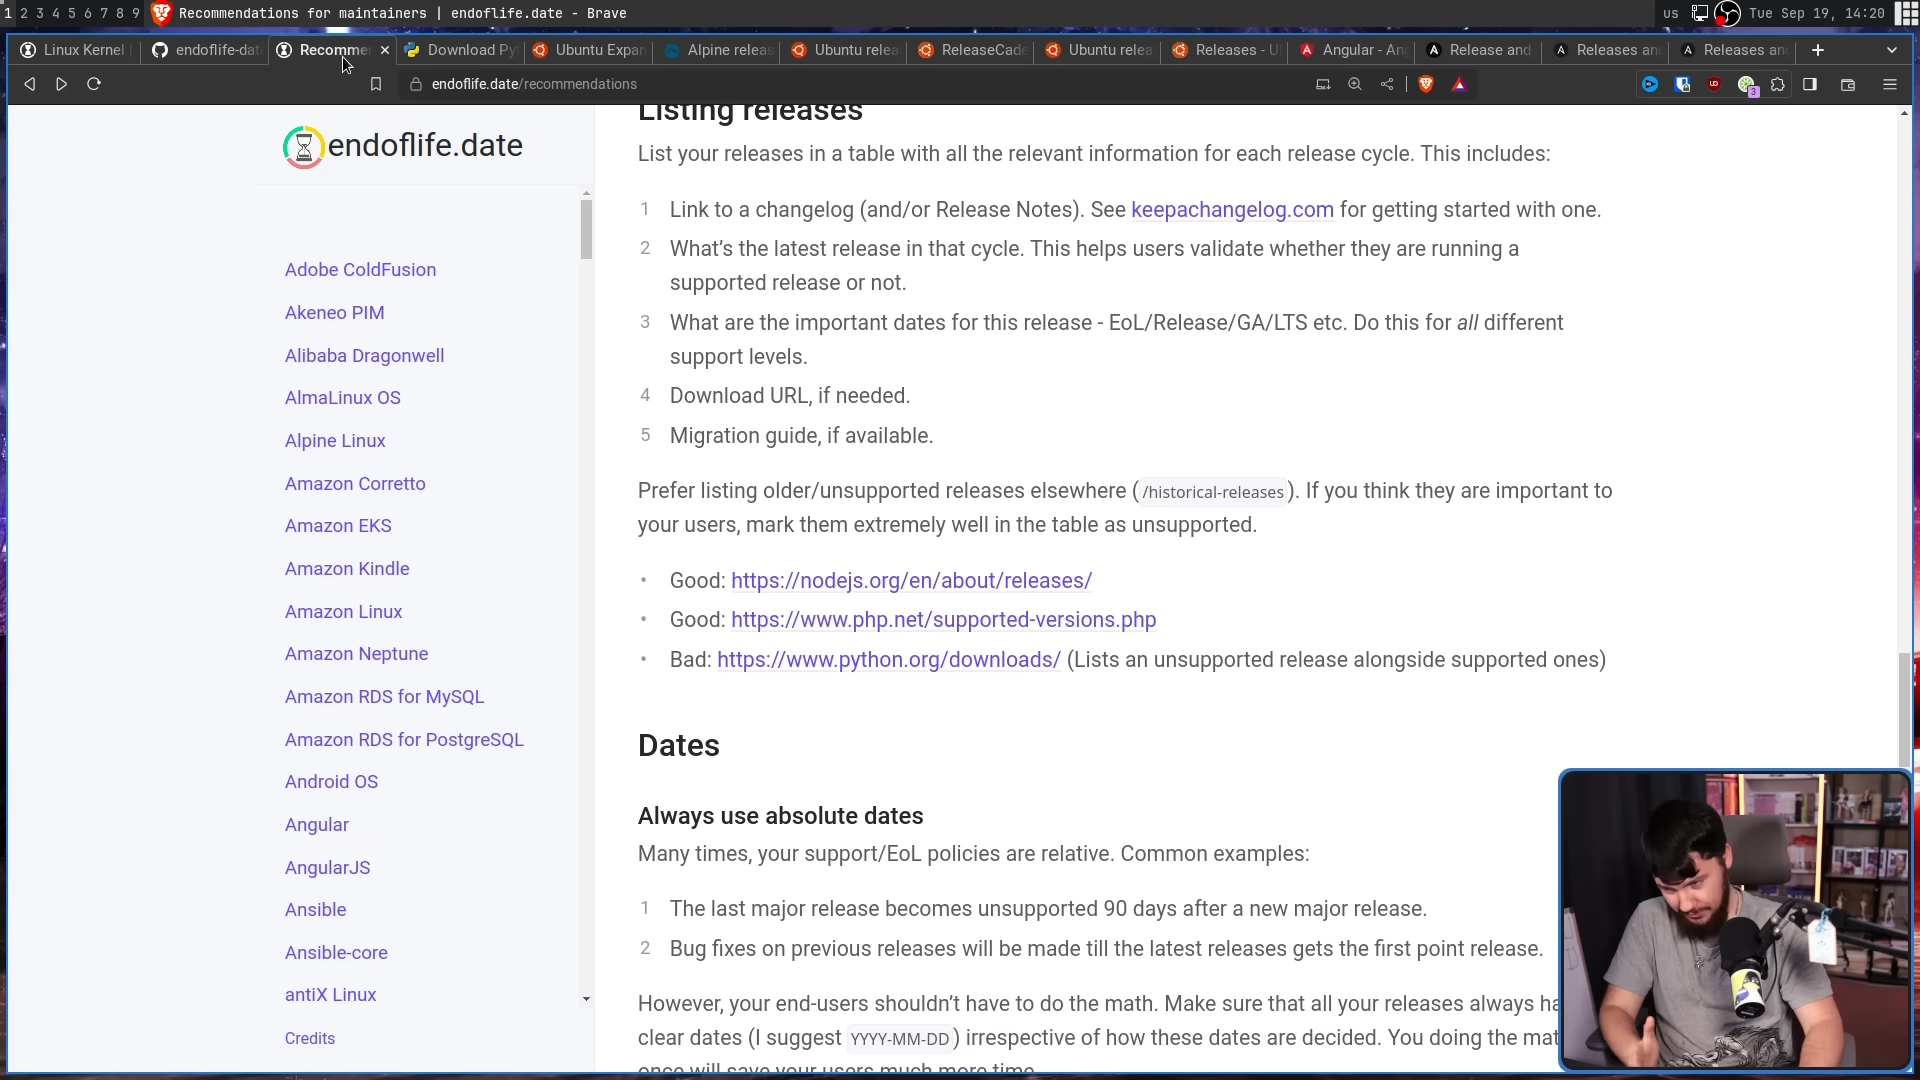 1 2 3 4 5 6 7 8 9 Recommendations for maintainers | endoflife.date - Brave us Tue Sep 19, 14:20
Linux Kernel endoflife-dat Recomme Download Py Ubuntu Expan Alpine releas Ubuntu relea ReleaseCade Ubuntu relea Releases - U Angular - An Release and Releases and Releases and
endoflife.date/recommendations
UD
3
endoflife.date
Adobe ColdFusion
Akeneo PIM
Alibaba Dragonwell
AlmaLinux OS
Alpine Linux
Amazon Corretto
Amazon EKS
Amazon Kindle
Amazon Linux
Amazon Neptune
Amazon RDS for MySQL
Amazon RDS for PostgreSQL
Android OS
Angular
AngularJS
Ansible
Ansible-core
antiX Linux
Credits
Listing releases
List your releases in a table with all the relevant information for each release cycle. This includes:
1 Link to a changelog (and/or Release Notes). See keepachangelog.com for getting started with one.
2 What’s the latest release in that cycle. This helps users validate whether they are running a
supported release or not.
3 What are the important dates for this release - EoL/Release/GA/LTS etc. Do this for all different
support levels.
4 Download URL, if needed.
5 Migration guide, if available.
Prefer listing older/unsupported releases elsewhere ( /historical-releases ). If you think they are important to
your users, mark them extremely well in the table as unsupported.
• Good: https://nodejs.org/en/about/releases/
• Good: https://www.php.net/supported-versions.php
• Bad: https://www.python.org/downloads/ (Lists an unsupported release alongside supported ones)
Dates
Always use absolute dates
Many times, your support/EoL policies are relative. Common examples:
1 The last major release becomes unsupported 90 days after a new major release.
2 Bug fixes on previous releases will be made till the latest releases gets the first point release.
However, your end-users shouldn’t have to do the math. Make sure that all your releases always ha
clear dates (I suggest YYYY-MM-DD ) irrespective of how these dates are decided. You doing the mat
once will save your users much more time